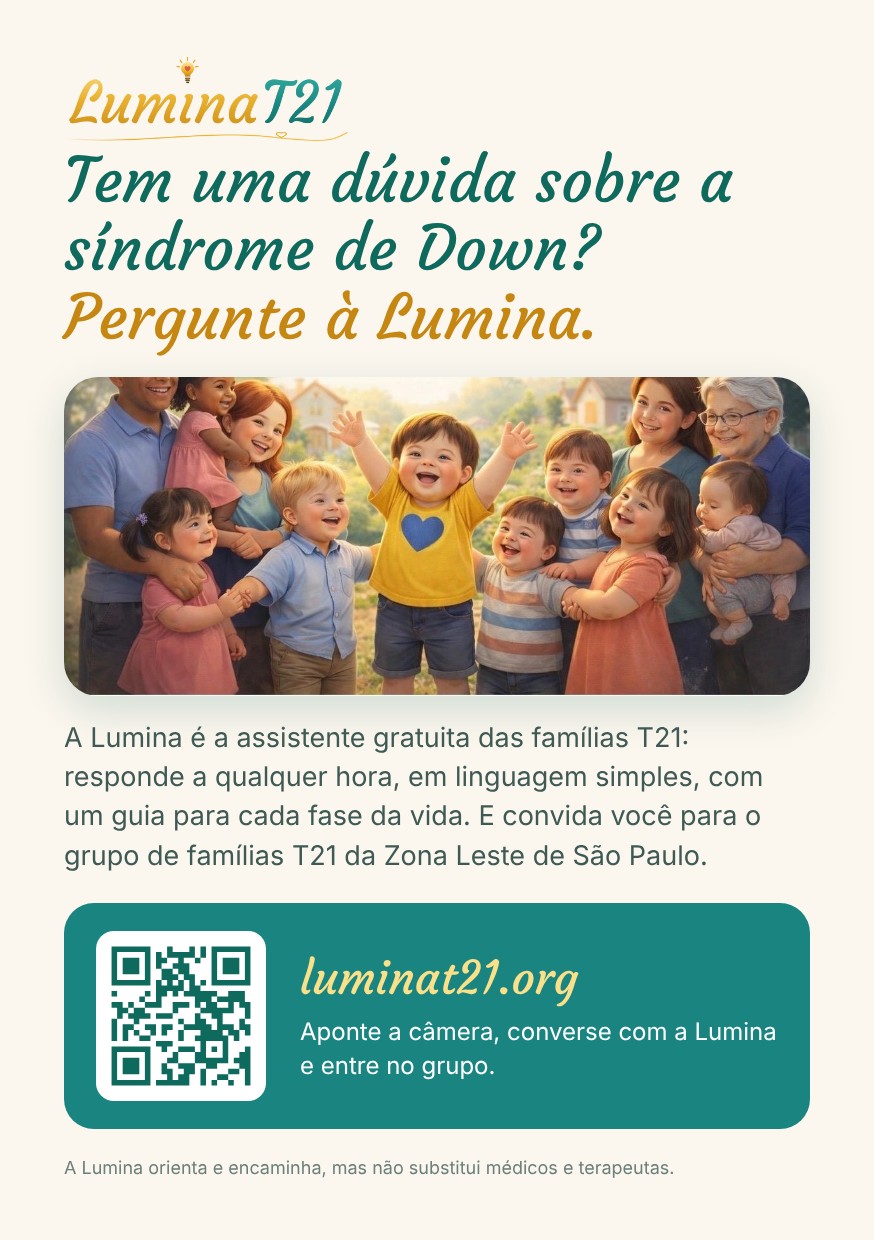 LuminaT21
Tem uma dúvida sobre a
síndrome de Down?
Pergunte à Lumina.
A Lumina é a assistente gratuita das famílias T21:
responde a qualquer hora, em linguagem simples, com
um guia para cada fase da vida. E convida você para o
grupo de famílias T21 da Zona Leste de São Paulo.
luminat21.org
Aponte a câmera, converse com a Lumina
e entre no grupo.
A Lumina orienta e encaminha, mas não substitui médicos e terapeutas.